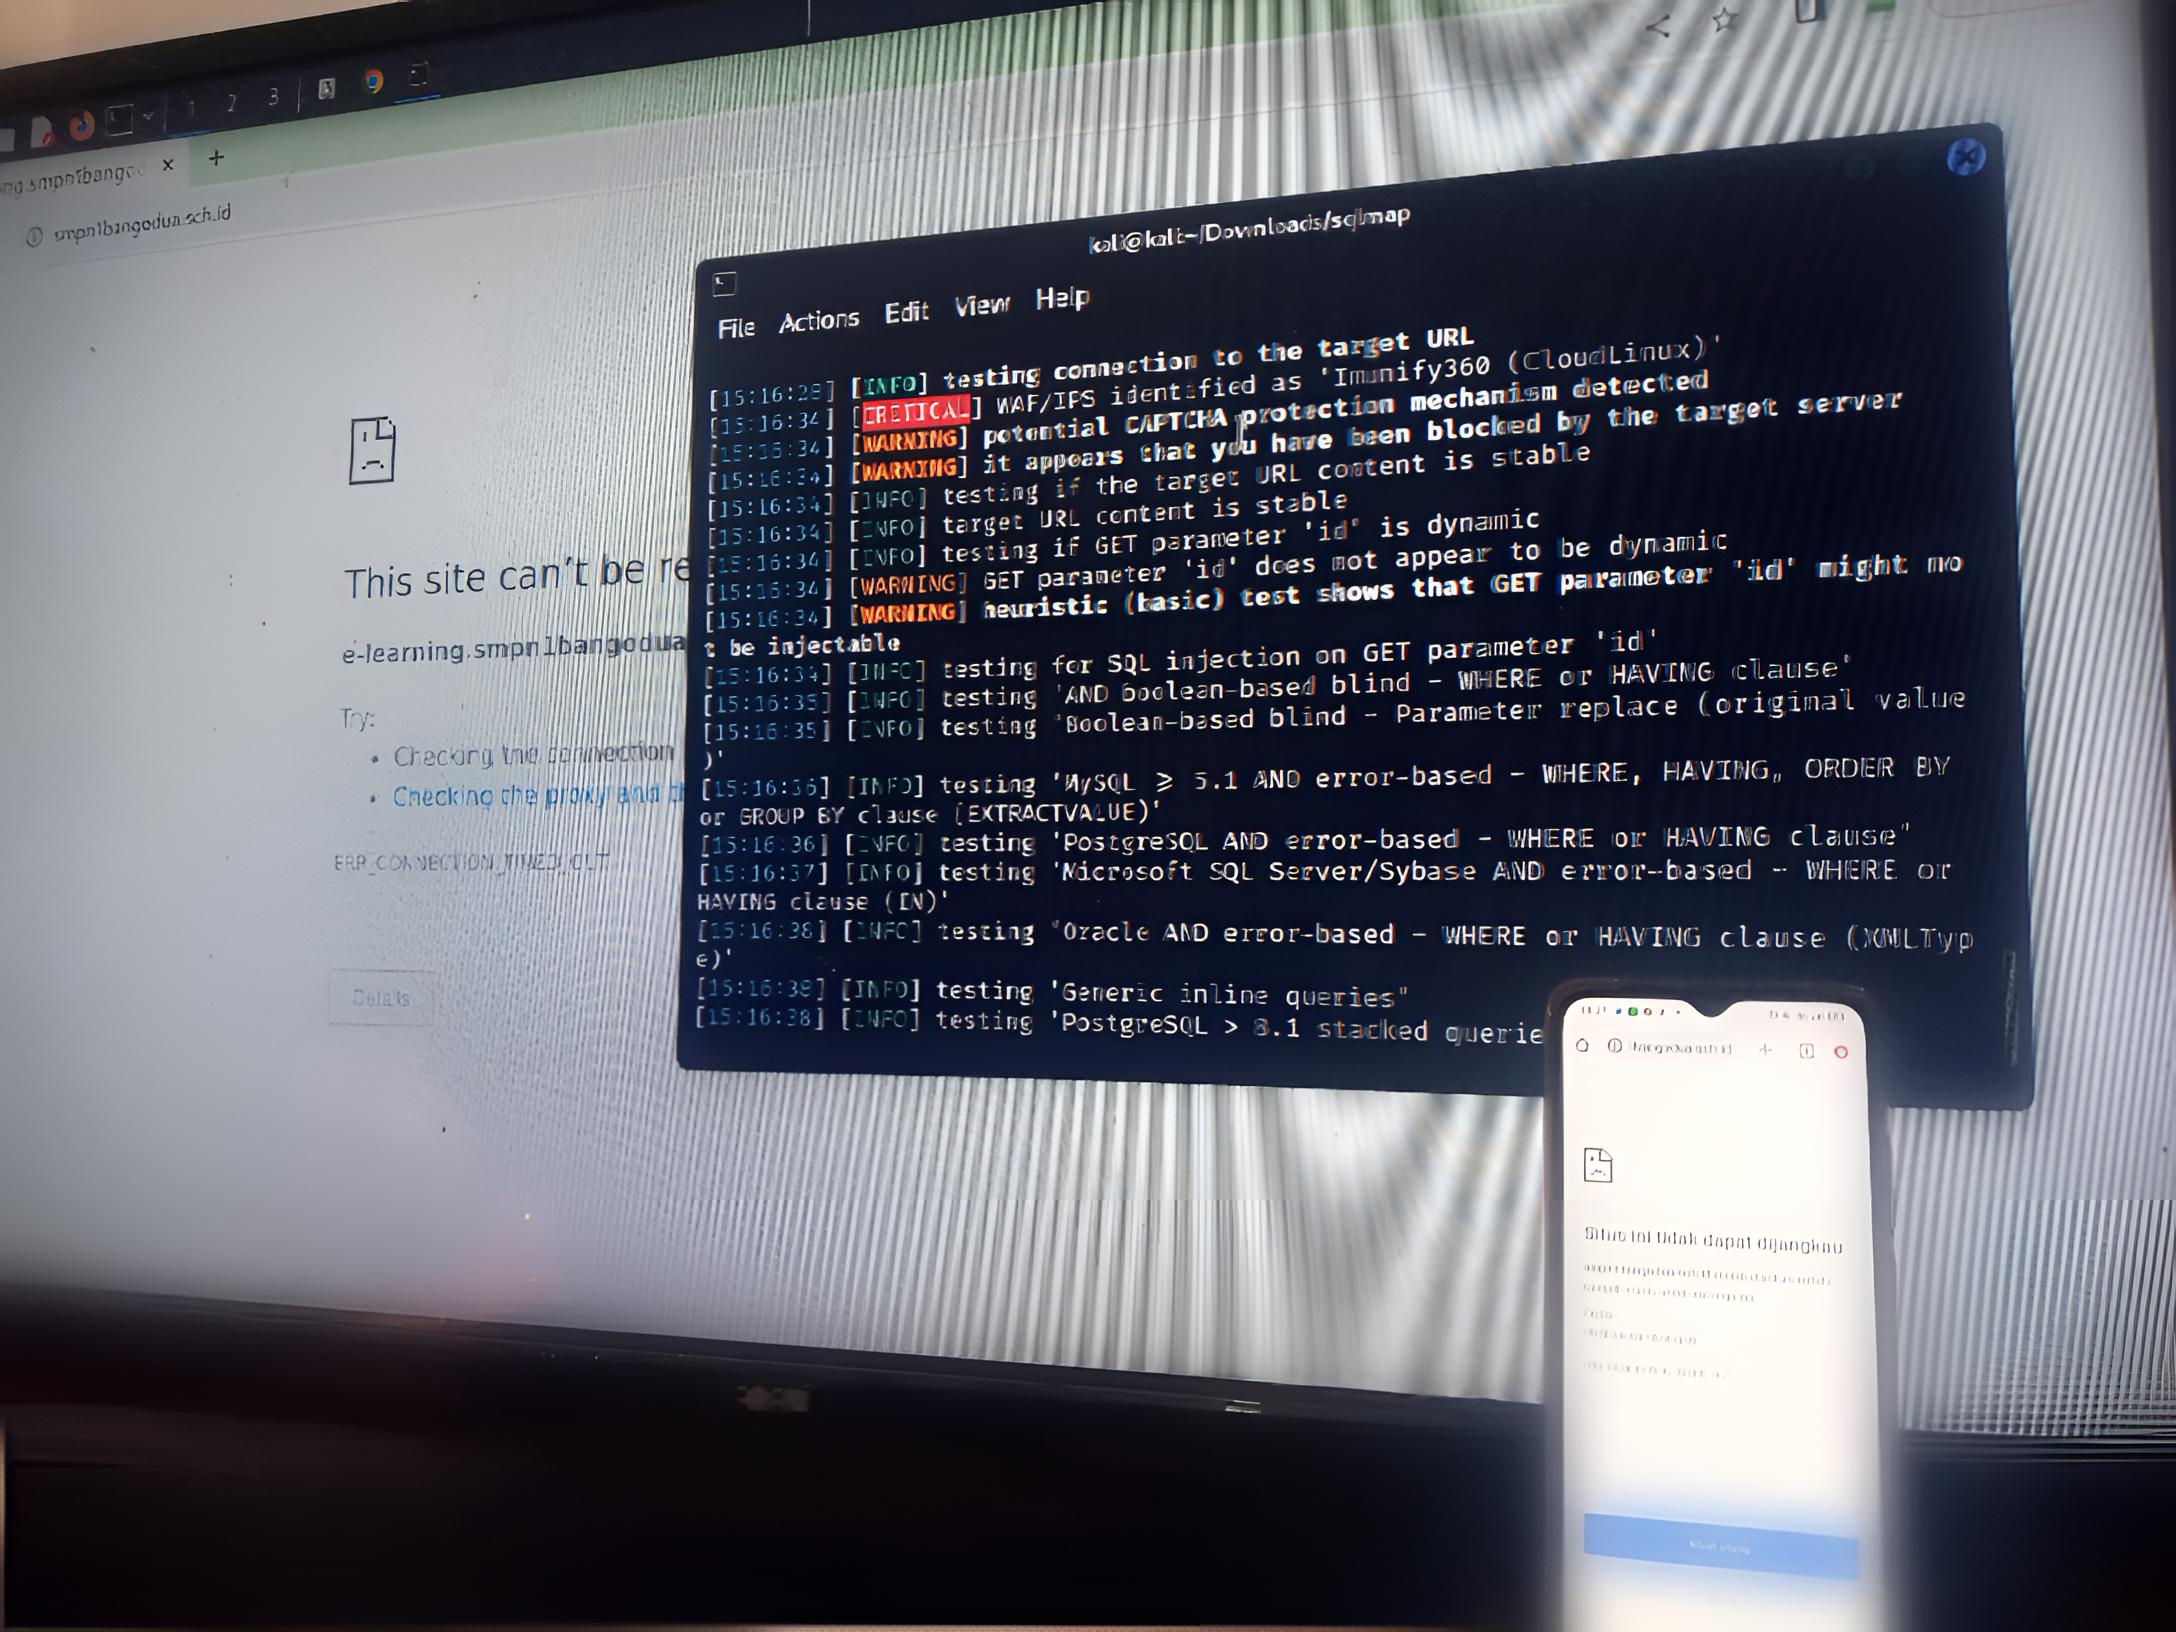 1 2 3
smpn1bangodua.sch.id
This site can't be re
e-learning.smpn1bangodua
Try:
Checking the connection
Checking the proxy and
ERR_CONNECTION_TIMED_OUT
Details
kali@kali:~/Downloads/sqlmap
File Actions Edit View Help
[15:16:28] [INFO] testing connection to the target URL
[15:16:34] [CRITICAL] WAF/IPS identified as 'Imunify360 (CloudLinux)'
[15:16:34] [WARNING] potential CAPTCHA protection mechanism detected
[15:16:34] [WARNING] it appears that you have been blocked by the target server
[15:16:34] [INFO] testing if the target URL content is stable
[15:16:34] [INFO] target URL content is stable
[15:16:34] [INFO] testing if GET parameter 'id' is dynamic
[15:16:34] [WARNING] GET parameter 'id' does not appear to be dynamic
[15:16:34] [WARNING] heuristic (basic) test shows that GET parameter 'id' might no
t be injectable
[15:16:34] [INFO] testing for SQL injection on GET parameter 'id'
[15:16:35] [INFO] testing 'AND boolean-based blind - WHERE or HAVING clause'
[15:16:35] [INFO] testing 'Boolean-based blind - Parameter replace (original value
)'
[15:16:36] [INFO] testing 'MySQL ≥ 5.1 AND error-based - WHERE, HAVING, ORDER BY
or GROUP BY clause (EXTRACTVALUE)'
[15:16:36] [INFO] testing 'PostgreSQL AND error-based - WHERE or HAVING clause'
[15:16:37] [INFO] testing 'Microsoft SQL Server/Sybase AND error-based - WHERE or
HAVING clause (IN)'
[15:16:38] [INFO] testing 'Oracle AND error-based - WHERE or HAVING clause (XMLTyp
e)'
[15:16:38] [INFO] testing 'Generic inline queries'
[15:16:38] [INFO] testing 'PostgreSQL > 8.1 stacked querie
Situs ini tidak dapat dijangkau